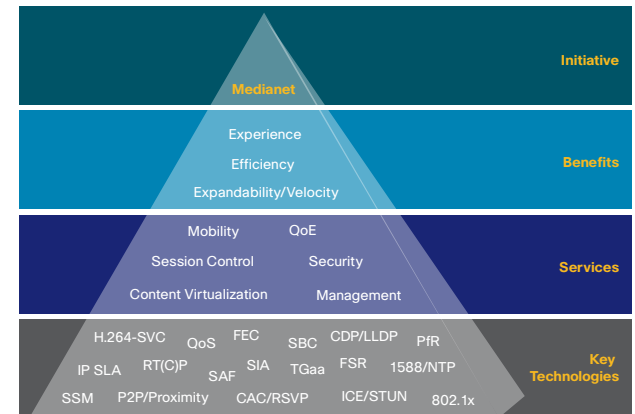 Initiative
Medianet
Experience
Efficiency
Expandability/Velocity
Benefits
Mobility QoE
Session Control Security
Content Virtualization Management
Services
H.264-SVC QoS FEC SBC CDP/LLDP PfR
IP SLA RT(C)P SAF SIA TGaa FSR 1588/NTP
SSM P2P/Proximity CAC/RSVP ICE/STUN 802.1x
Key
Technologies